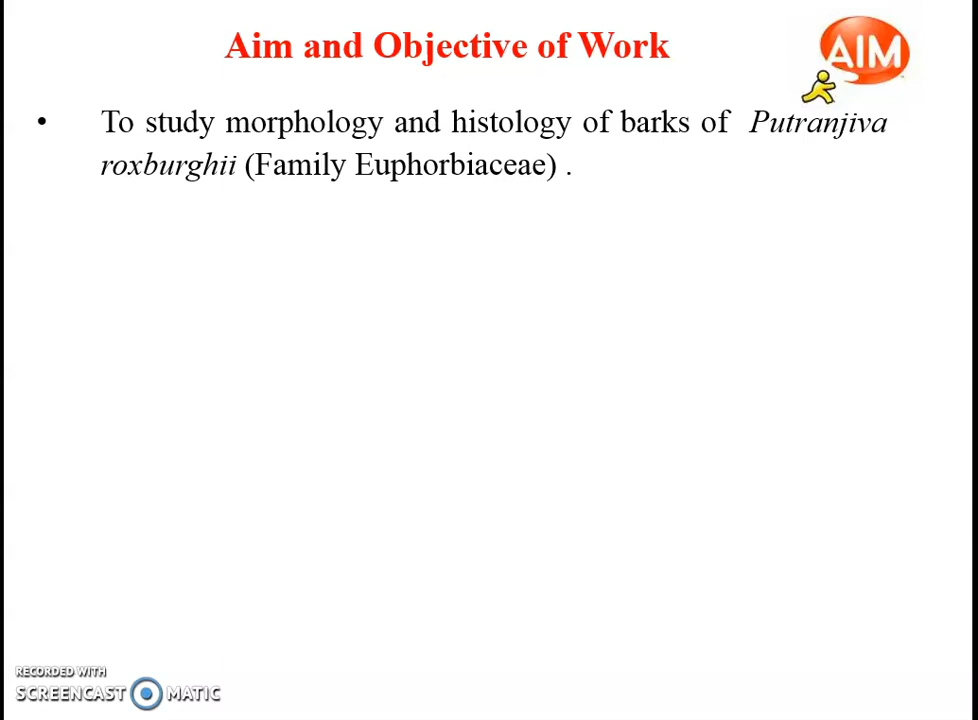 Aim and Objective of Work
AIM
• To study morphology and histology of barks of Putranjiva
roxburghii (Family Euphorbiaceae) .
RECORDED WITH
SCREENCAST MATIC